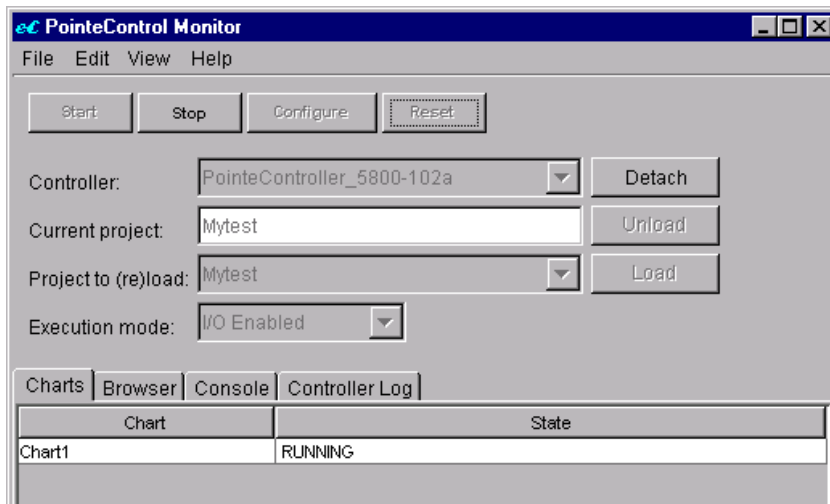 eC PointeControl Monitor
File Edit View Help
Start Stop Configure Reset
Controller: PointeController_5800-102a Detach
Current project: Mytest Unload
Project to (re)load: Mytest Load
Execution mode: I/O Enabled
Charts Browser Console Controller Log
Chart State
Chart1 RUNNING